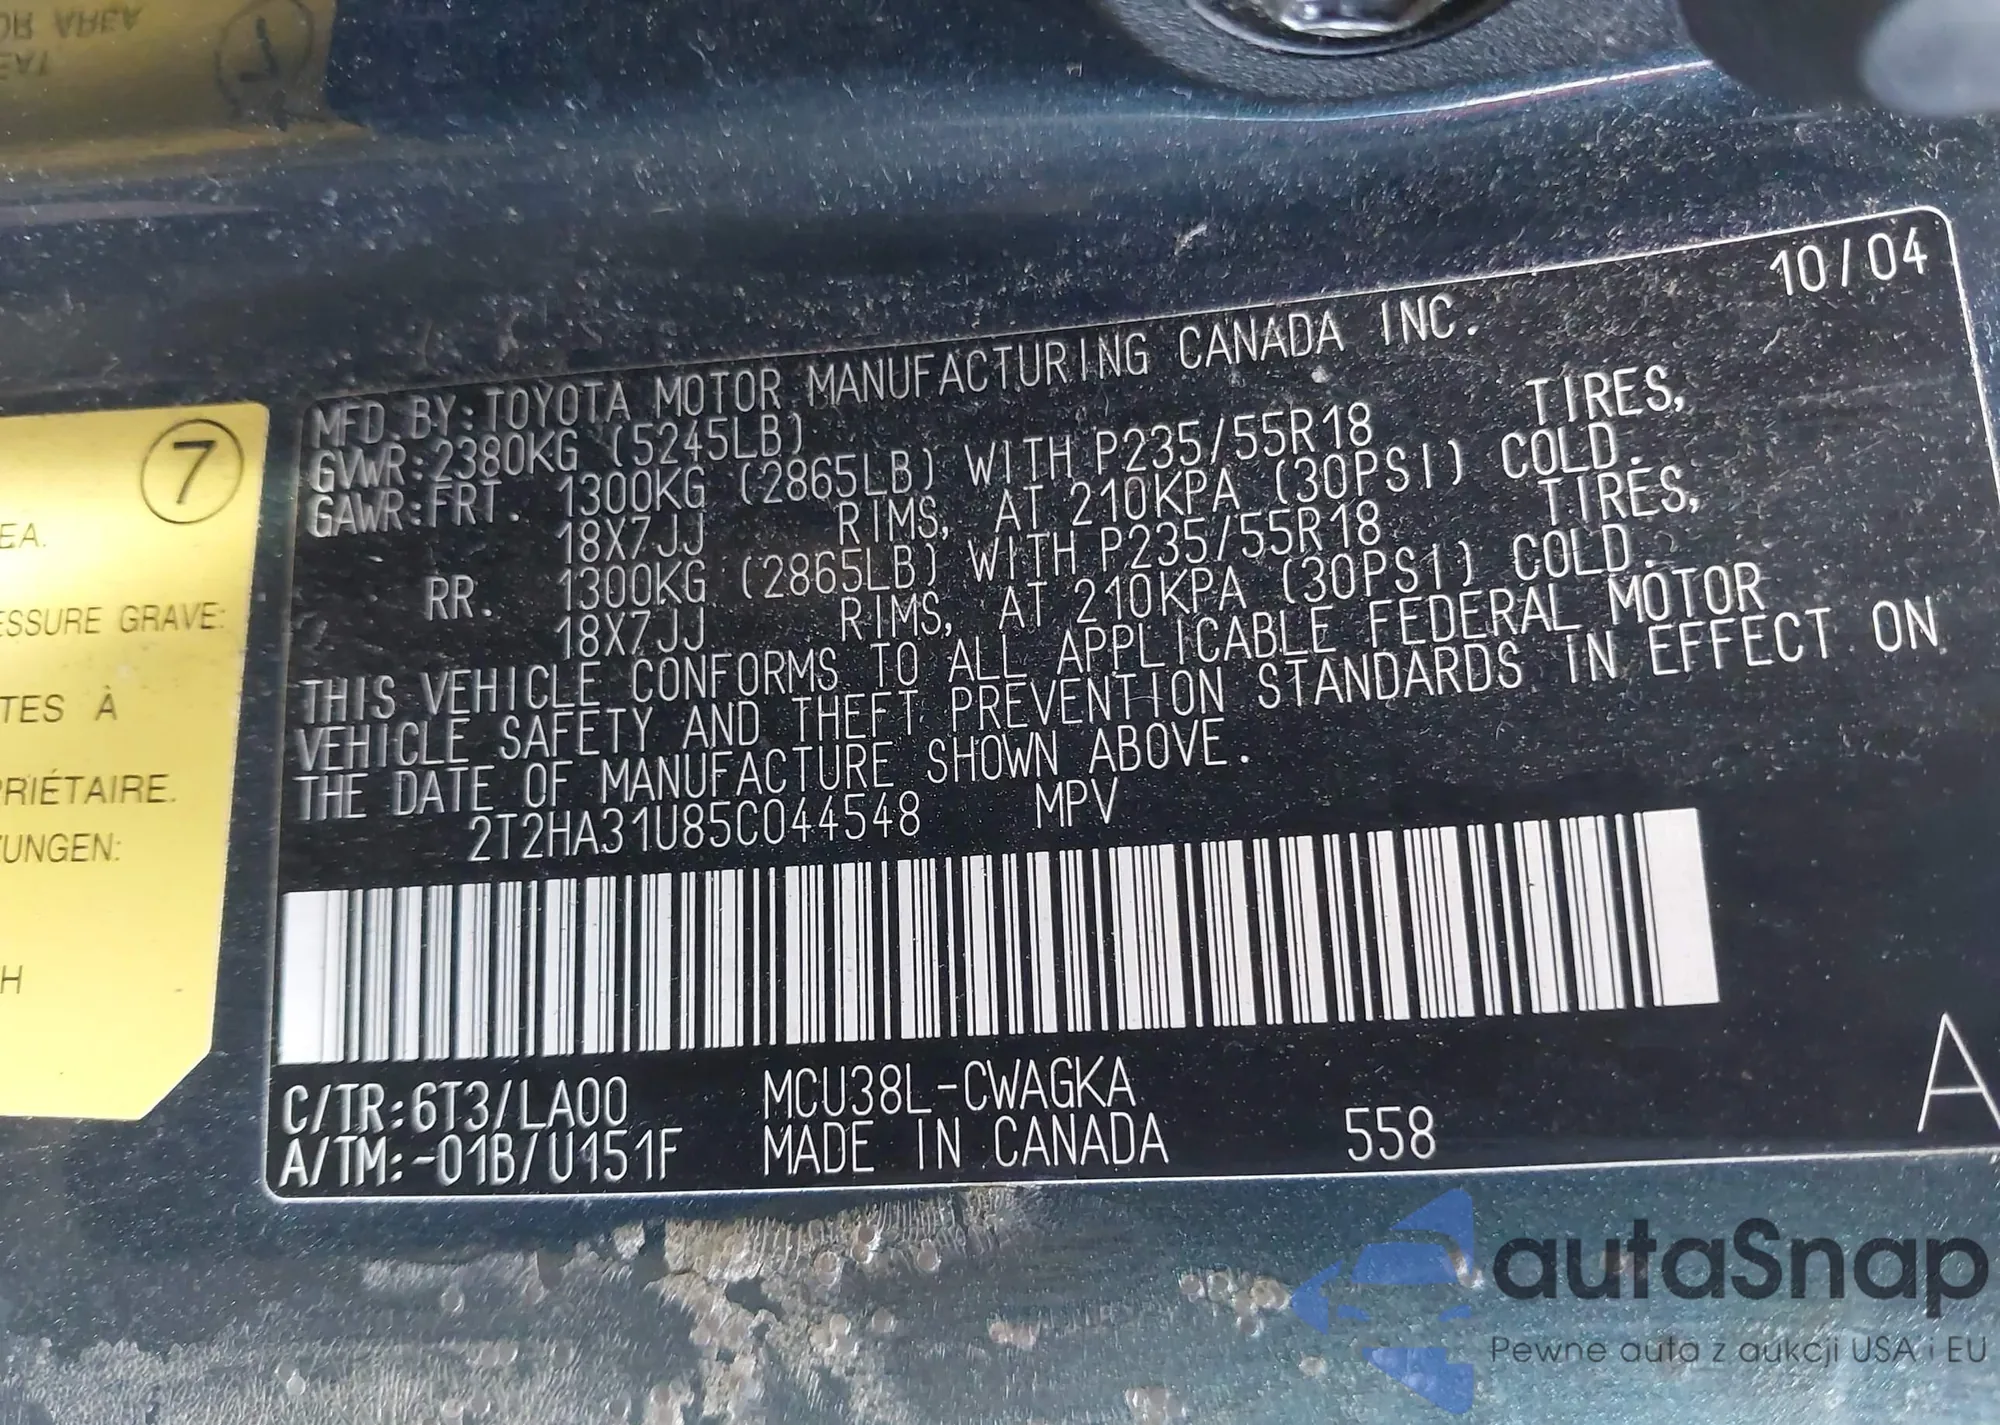 OR AREA
7
EA.
ESSURE GRAVE:
TES À
PRIÉTAIRE.
ZUNGEN:
H
10/04
MFD. BY: TOYOTA MOTOR MANUFACTURING CANADA INC.
GVWR: 2380KG (5245LB)
GAWR: FRT. 1300KG (2865LB) WITH P235/55R18 TIRES,
18X7JJ RIMS, AT 210KPA (30PSI) COLD.
RR. 1300KG (2865LB) WITH P235/55R18 TIRES,
18X7JJ RIMS, AT 210KPA (30PSI) COLD.
THIS VEHICLE CONFORMS TO ALL APPLICABLE FEDERAL MOTOR
VEHICLE SAFETY AND THEFT PREVENTION STANDARDS IN EFFECT ON
THE DATE OF MANUFACTURE SHOWN ABOVE.
2T2HA31U85C044548 MPV
C/TR: 6T3/LA00 MCU38L-CWAGKA
A/TM: -01B/U151F MADE IN CANADA 558
A
autaSnap
Pewne auta z aukcji USA i EU